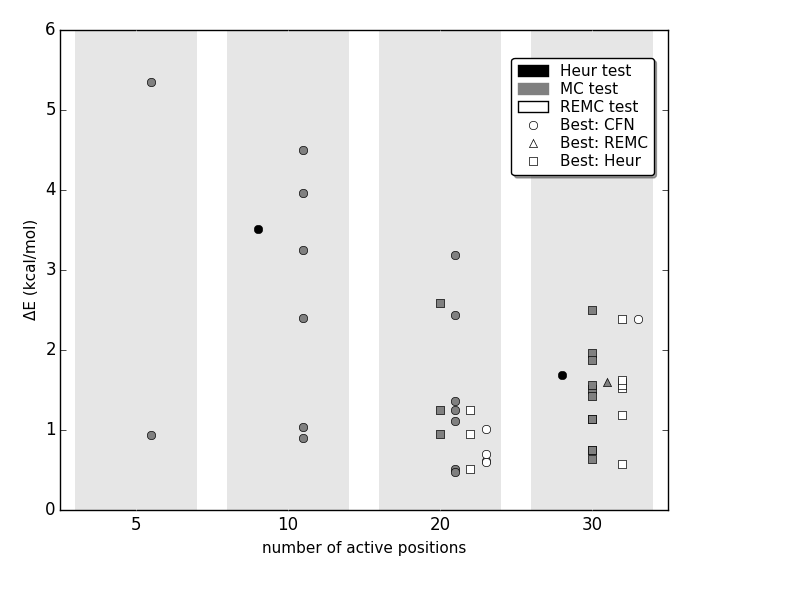 6
5
4
3
2
1
0
ΔE (kcal/mol)
Heur test
MC test
REMC test
Best: CFN
Best: REMC
Best: Heur
5 10 20 30
number of active positions